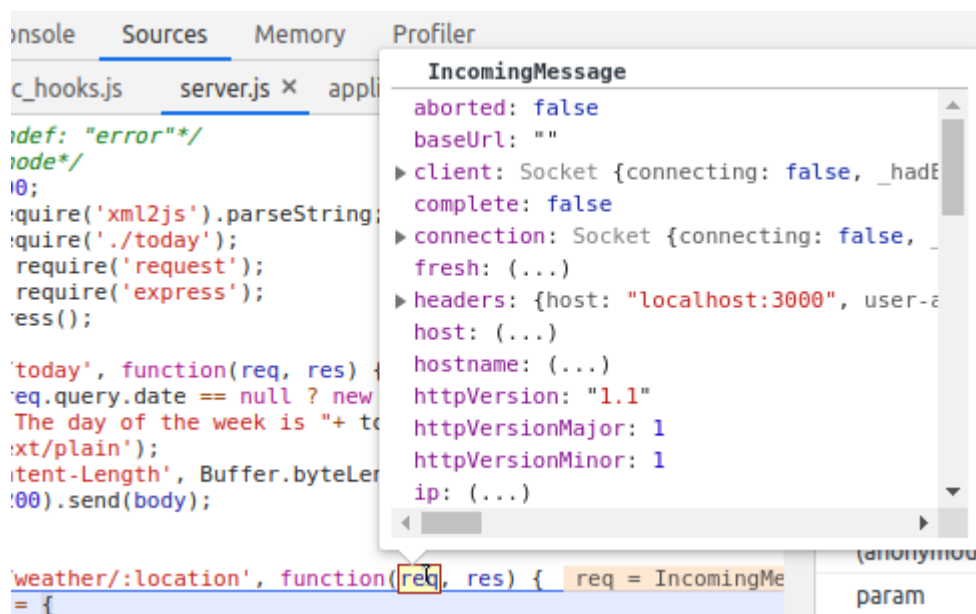 onsole Sources Memory Profiler
c_hooks.js server.js × appli
ndef: "error"*/
node*/
00;
equire('xml2js').parseString;
equire('./today');
require('request');
require('express');
ress();
'today', function(req, res) {
req.query.date == null ? new
The day of the week is "+ to
ext/plain');
ntent-Length', Buffer.byteLen
200).send(body);
'weather/:location', function(req, res) { req = IncomingMe
= {
IncomingMessage
aborted: false
baseUrl: ""
client: Socket {connecting: false, _hadE
complete: false
connection: Socket {connecting: false, _
fresh: (...)
headers: {host: "localhost:3000", user-a
host: (...)
hostname: (...)
httpVersion: "1.1"
httpVersionMajor: 1
httpVersionMinor: 1
ip: (...)
(anonymou
param